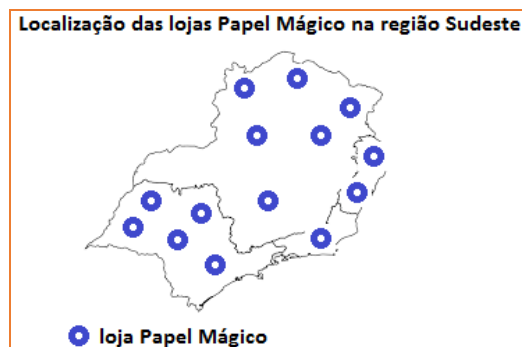 Localização das lojas Papel Mágico na região Sudeste
loja Papel Mágico